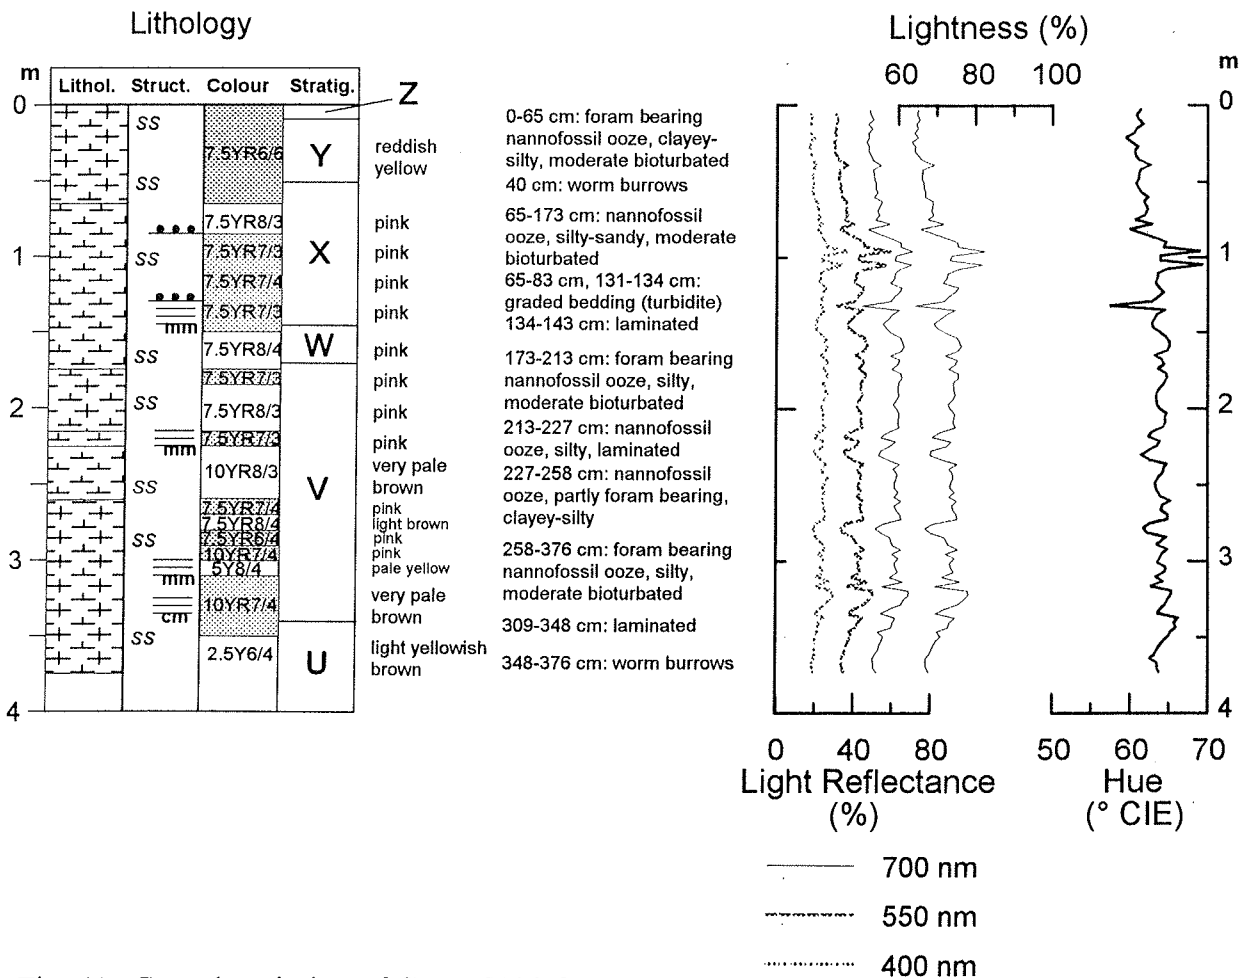 Lithology
Lightness (%)
m
Lithol. Struct. Colour Stratig.
Z
60 80 100
m
0
ss
0
0-65 cm: foram bearing
nannofossil ooze, clayey-
silty, moderate bioturbated
7.5YR6/6
Y
reddish
yellow
ss
40 cm: worm burrows
7.5YR8/3
pink
65-173 cm: nannofossil
ooze, silty-sandy, moderate
bioturbated
1
ss
7.5YR7/3
X
pink
1
7.5YR7/4
pink
65-83 cm, 131-134 cm:
graded bedding (turbidite)
7.5YR7/3
pink
134-143 cm: laminated
mm
ss
7.5YR8/4
W
pink
173-213 cm: foram bearing
nannofossil ooze, silty,
moderate bioturbated
7.5YR7/3
pink
2
ss
7.5YR8/3
pink
2
213-227 cm: nannofossil
ooze, silty, laminated
7.5YR7/3
pink
mm
10YR8/3
very pale
brown
227-258 cm: nannofossil
ooze, partly foram bearing,
clayey-silty
ss
V
7.5YR7/4
pink
7.5YR8/4
light brown
ss
7.5YR6/4
pink
3
10YR7/4
pink
3
258-376 cm: foram bearing
nannofossil ooze, silty,
moderate bioturbated
5Y8/4
pale yellow
mm
10YR7/4
very pale
brown
cm
309-348 cm: laminated
ss
2.5Y6/4
U
light yellowish
brown
348-376 cm: worm burrows
4
4
0 40 80
50 60 70
Light Reflectance
(%)
Hue
(° CIE)
700 nm
550 nm
400 nm